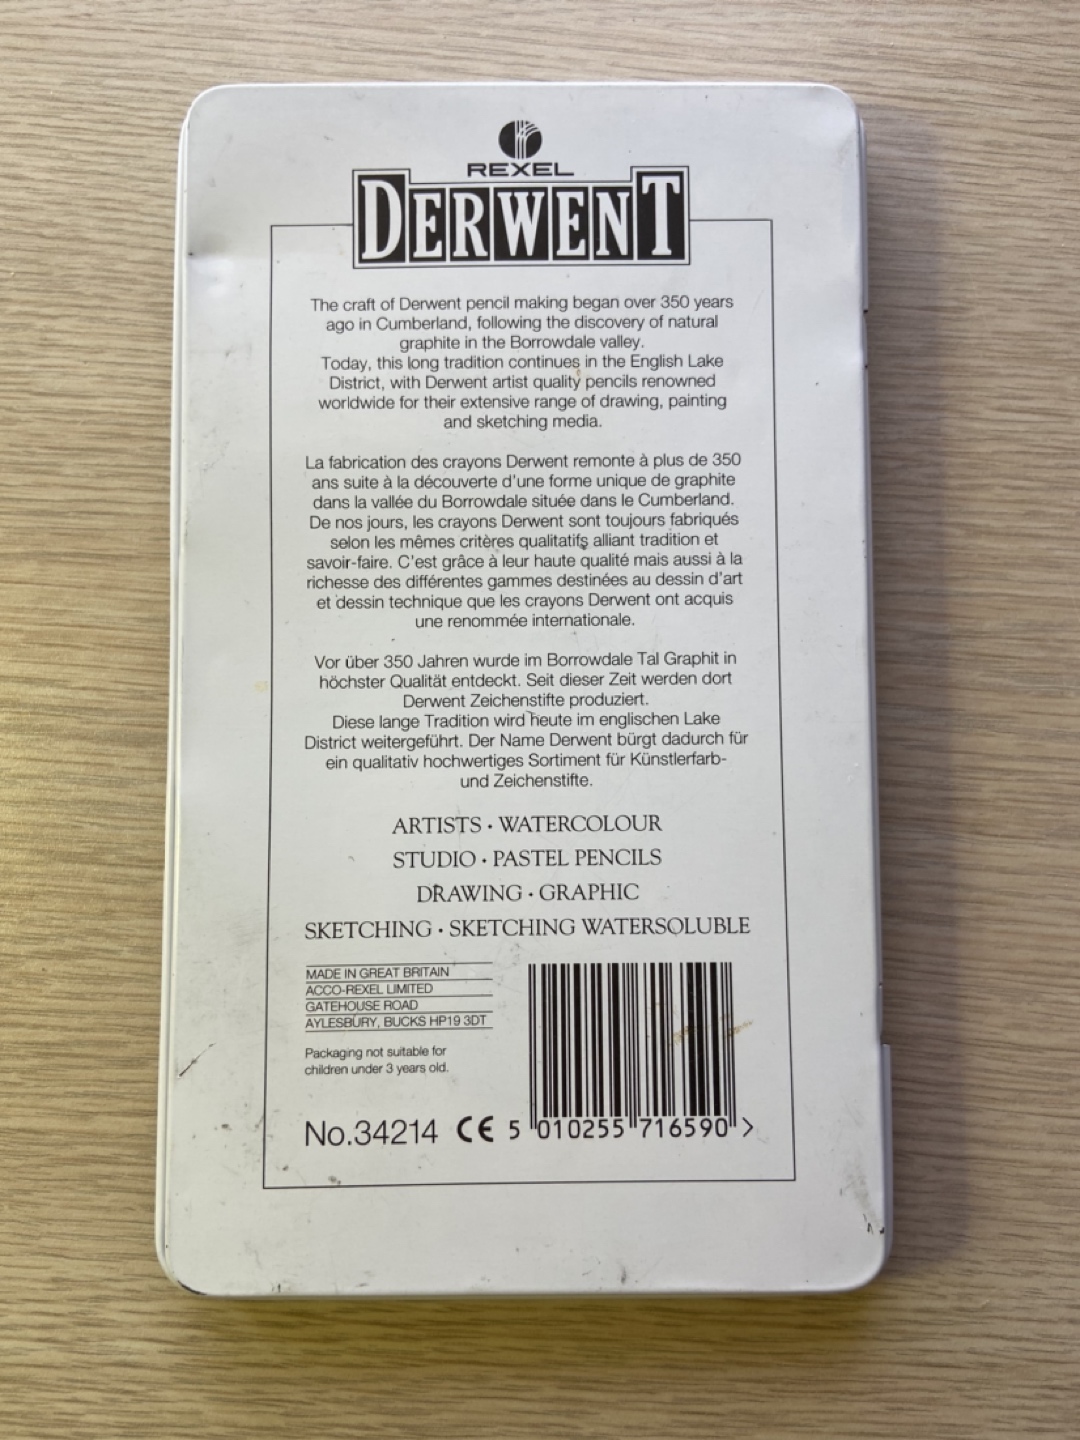 REXEL
DERWENT
The craft of Derwent pencil making began over 350 years
ago in Cumberland, following the discovery of natural
graphite in the Borrowdale valley.
Today, this long tradition continues in the English Lake
District, with Derwent artist quality pencils renowned
worldwide for their extensive range of drawing, painting
and sketching media.
La fabrication des crayons Derwent remonte à plus de 350
ans suite à la découverte d'une forme unique de graphite
dans la vallée du Borrowdale située dans le Cumberland.
De nos jours, les crayons Derwent sont toujours fabriqués
selon les mêmes critères qualitatifs alliant tradition et
savoir-faire. C'est grâce à leur haute qualité mais aussi à la
richesse des différentes gammes destinées au dessin d'art
et dessin technique que les crayons Derwent ont acquis
une renommée internationale.
Vor über 350 Jahren wurde im Borrowdale Tal Graphit in
höchster Qualität entdeckt. Seit dieser Zeit werden dort
Derwent Zeichenstifte produziert.
Diese lange Tradition wird heute im englischen Lake
District weitergeführt. Der Name Derwent bürgt dadurch für
ein qualitativ hochwertiges Sortiment für Künstlerfarb-
und Zeichenstifte.
ARTISTS · WATERCOLOUR
STUDIO · PASTEL PENCILS
DRAWING · GRAPHIC
SKETCHING · SKETCHING WATERSOLUBLE
MADE IN GREAT BRITAIN
ACCO-REXEL LIMITED
GATEHOUSE ROAD
AYLESBURY, BUCKS HP19 3DT
Packaging not suitable for
children under 3 years old.
No.34214 CE 5 010255 716590 >